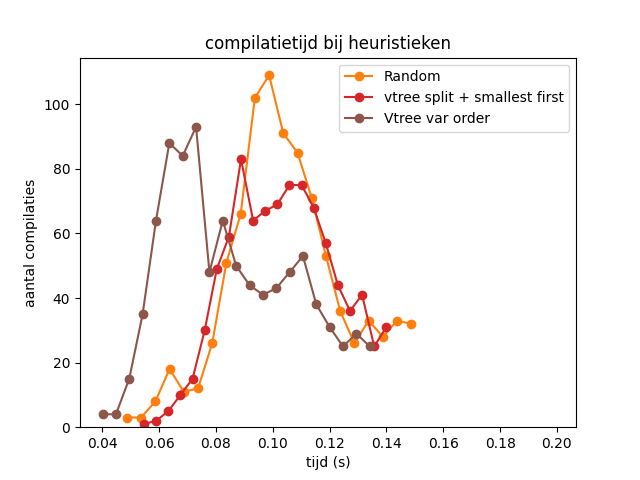 compilatietijd bij heuristieken
Random
vtree split + smallest first
Vtree var order
aantal compilaties
100
80
60
40
20
0
0.04 0.06 0.08 0.10 0.12 0.14 0.16 0.18 0.20
tijd (s)